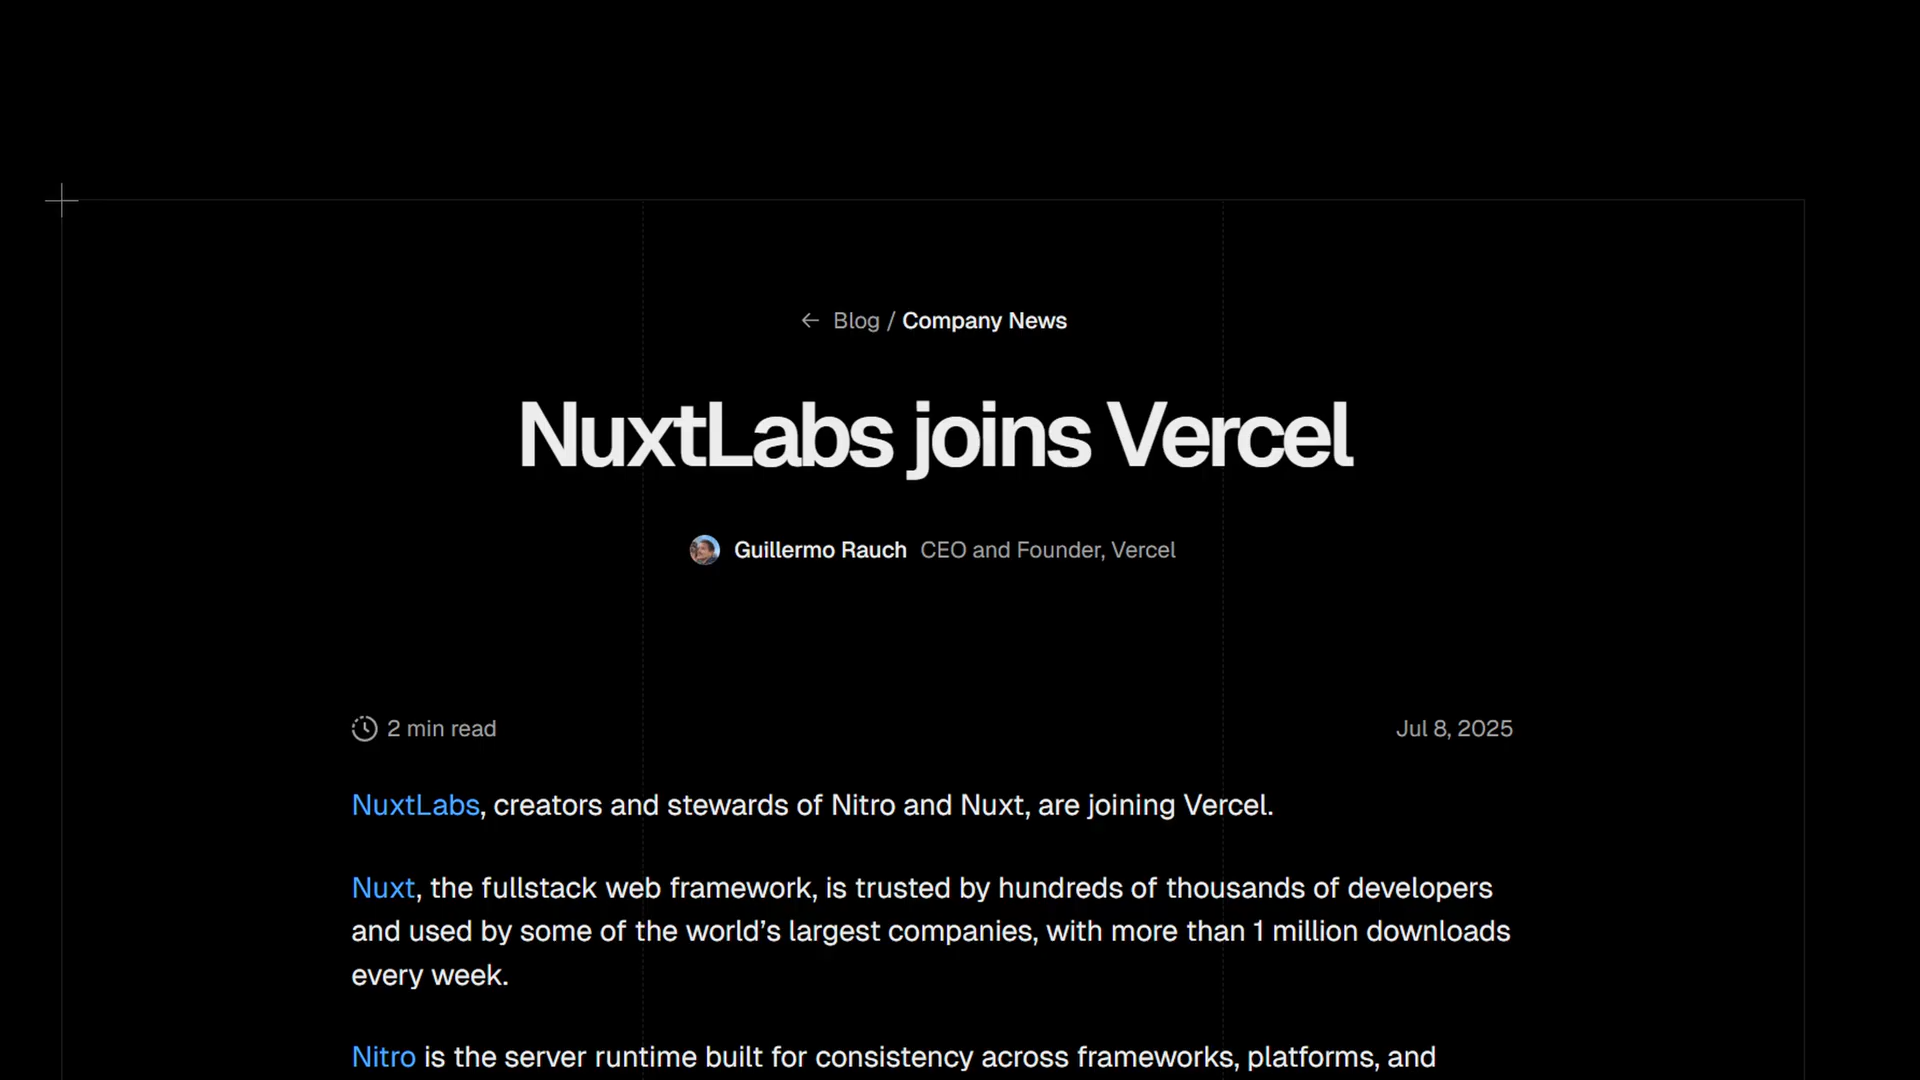 ← Blog / Company News
NuxtLabs joins Vercel
Guillermo Rauch CEO and Founder, Vercel
2 min read
Jul 8, 2025
NuxtLabs, creators and stewards of Nitro and Nuxt, are joining Vercel.
Nuxt, the fullstack web framework, is trusted by hundreds of thousands of developers
and used by some of the world’s largest companies, with more than 1 million downloads
every week.
Nitro is the server runtime built for consistency across frameworks, platforms, and